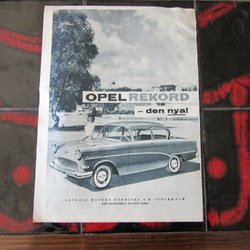 OPEL REKORD
– den nya!
GENERAL MOTORS NORDISKA A.B. STOCKHOLM